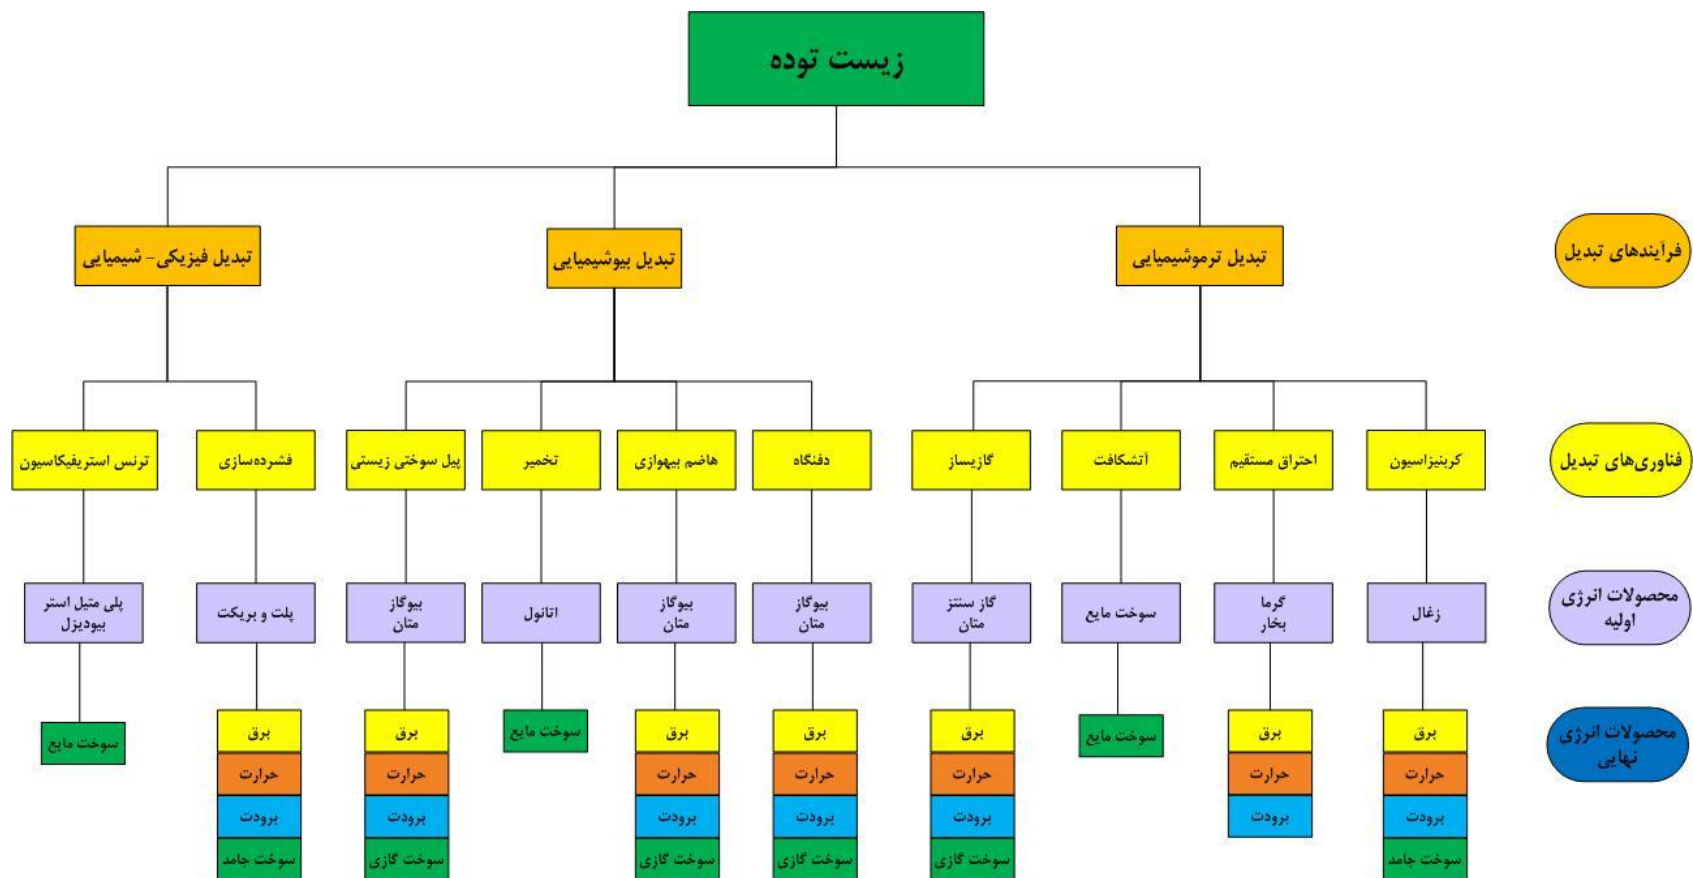 زیست توده
فرآیندهای تبدیل
تبدیل ترموشیمیایی
تبدیل بیوشیمیایی
تبدیل فیزیکی- شیمیایی
فناوری‌های تبدیل
کربنیزاسیون
احتراق مستقیم
آتشکافت
گازیساز
دفنگاه
هاضم بیهوازی
تخمیر
پیل سوختی زیستی
فشرده‌سازی
ترنس استریفیکاسیون
محصولات انرژی
اولیه
زغال
گرما
بخار
سوخت مایع
گاز سنتز
متان
بیوگاز
متان
بیوگاز
متان
اتانول
بیوگاز
متان
پلت و بریکت
پلی متیل استر
بیودیزل
محصولات انرژی
نهایی
برق
حرارت
برودت
سوخت جامد
برق
حرارت
برودت
سوخت مایع
برق
حرارت
برودت
سوخت گازی
برق
حرارت
برودت
سوخت گازی
برق
حرارت
برودت
سوخت گازی
سوخت مایع
برق
حرارت
برودت
سوخت گازی
برق
حرارت
برودت
سوخت جامد
سوخت مایع